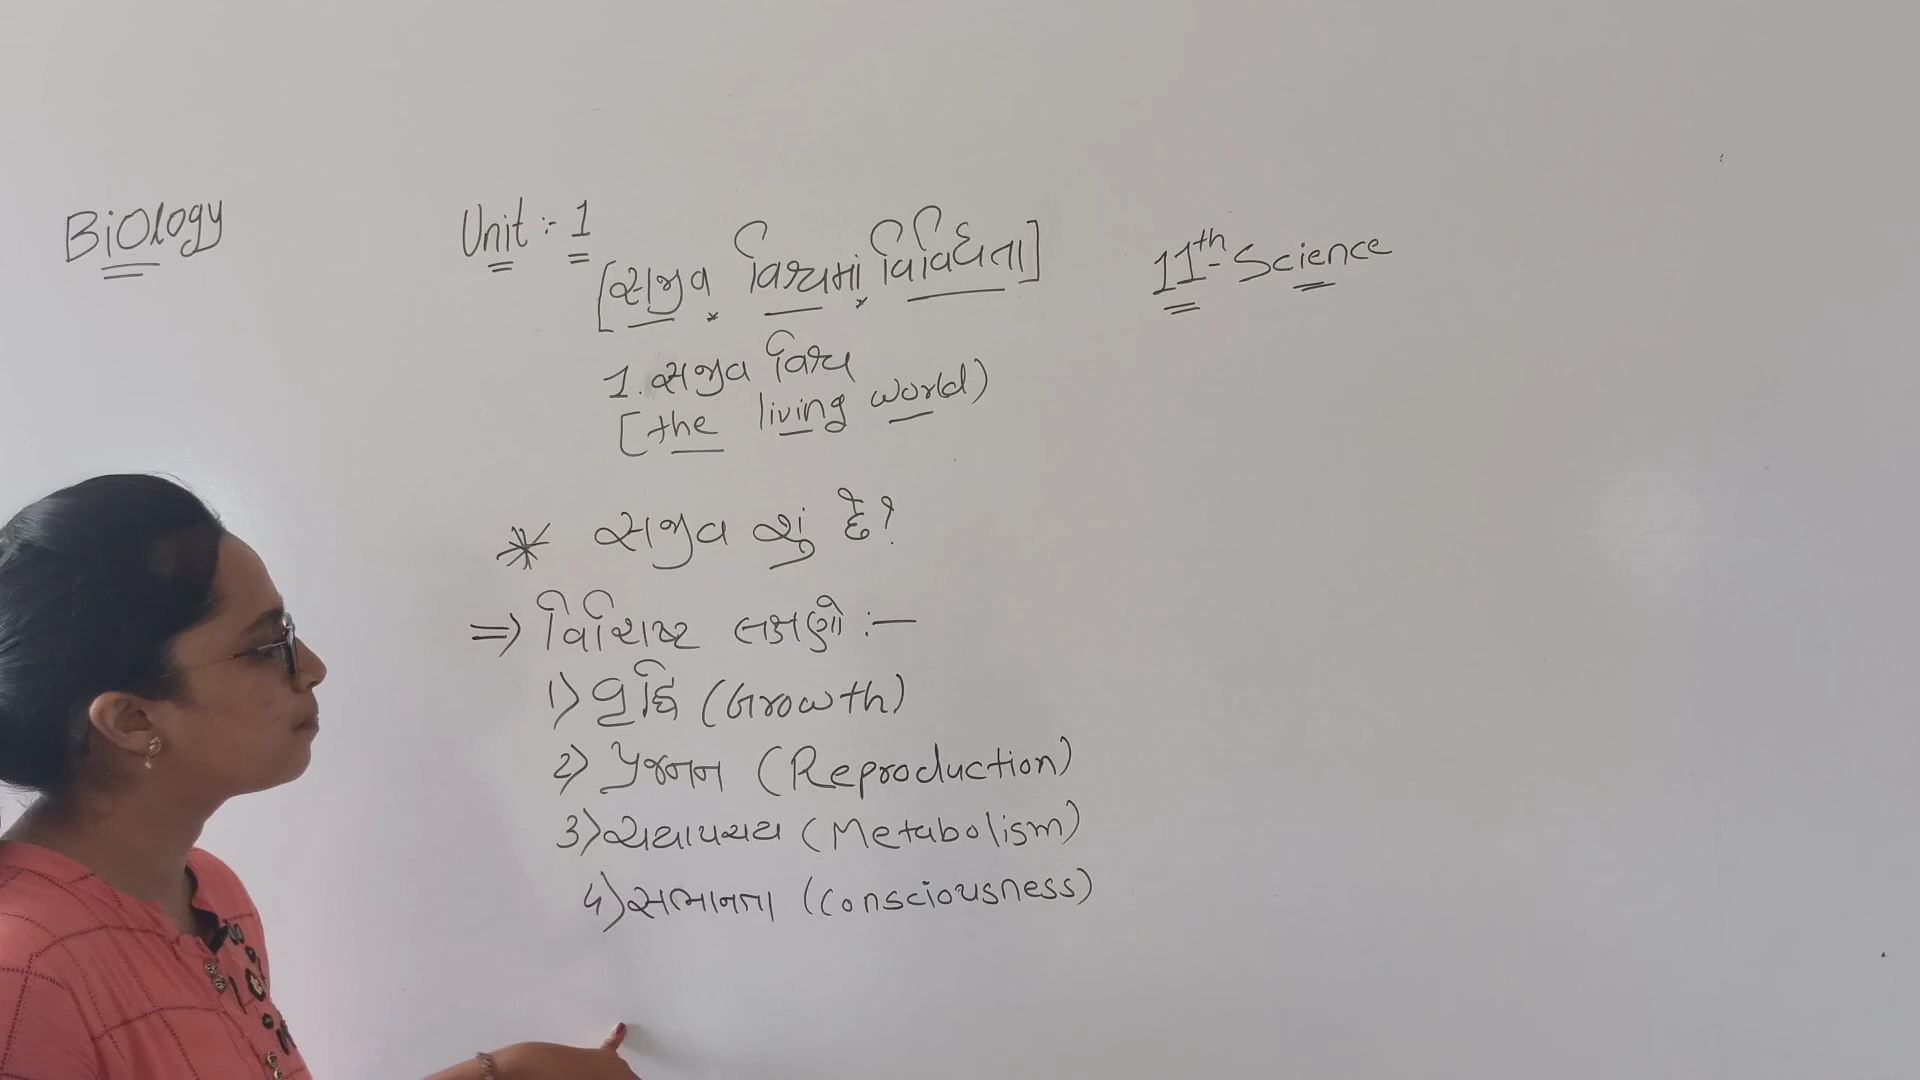 Biology
Unit :- 1
11th Science
[સજીવ વિશ્વમાં વિવિધતા]
1. સજીવ વિશ્વ
[the living world)
* સજીવ શું છે?
⇒ વિશિષ્ટ લક્ષણો :-
1) વૃદ્ધિ (Growth)
2) પ્રજનન (Reproduction)
3) ચયાપચય (Metabolism)
4) સભાનતા (Consciousness)